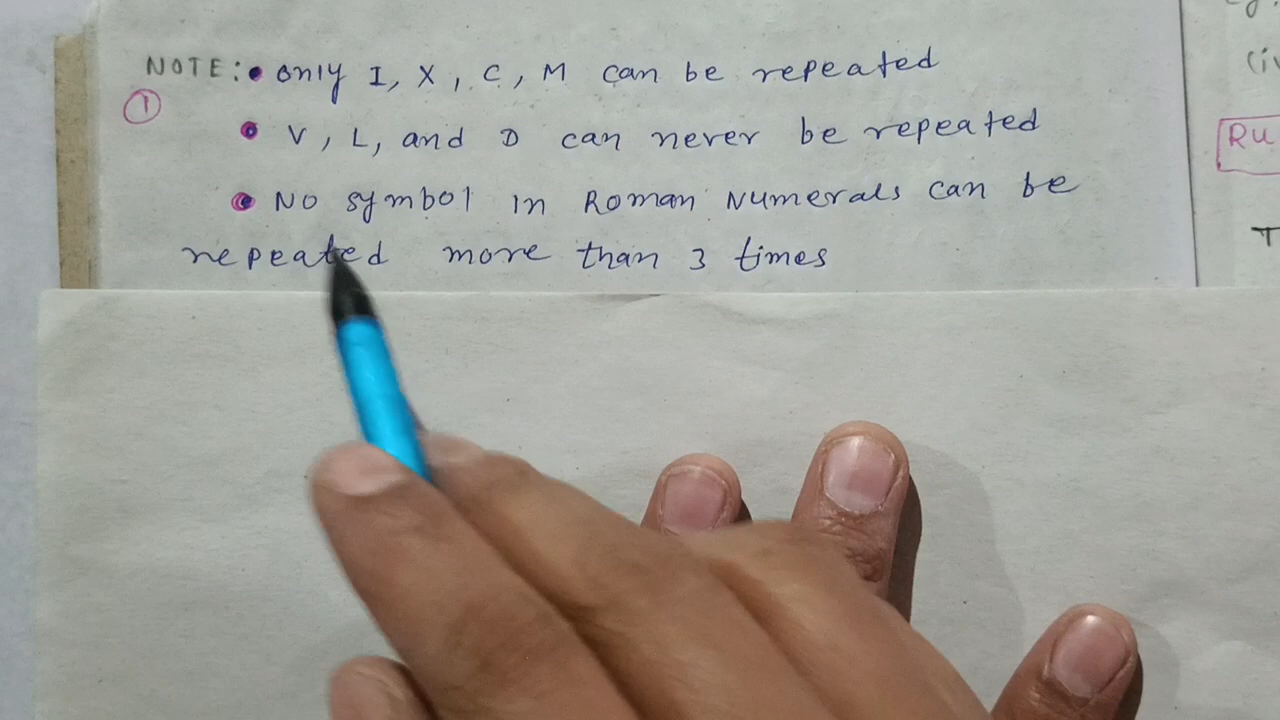 NOTE: • only I, X, C, M can be repeated
①
• V, L, and D can never be repeated
• No symbol in Roman Numerals can be
repeated more than 3 times
RU
T